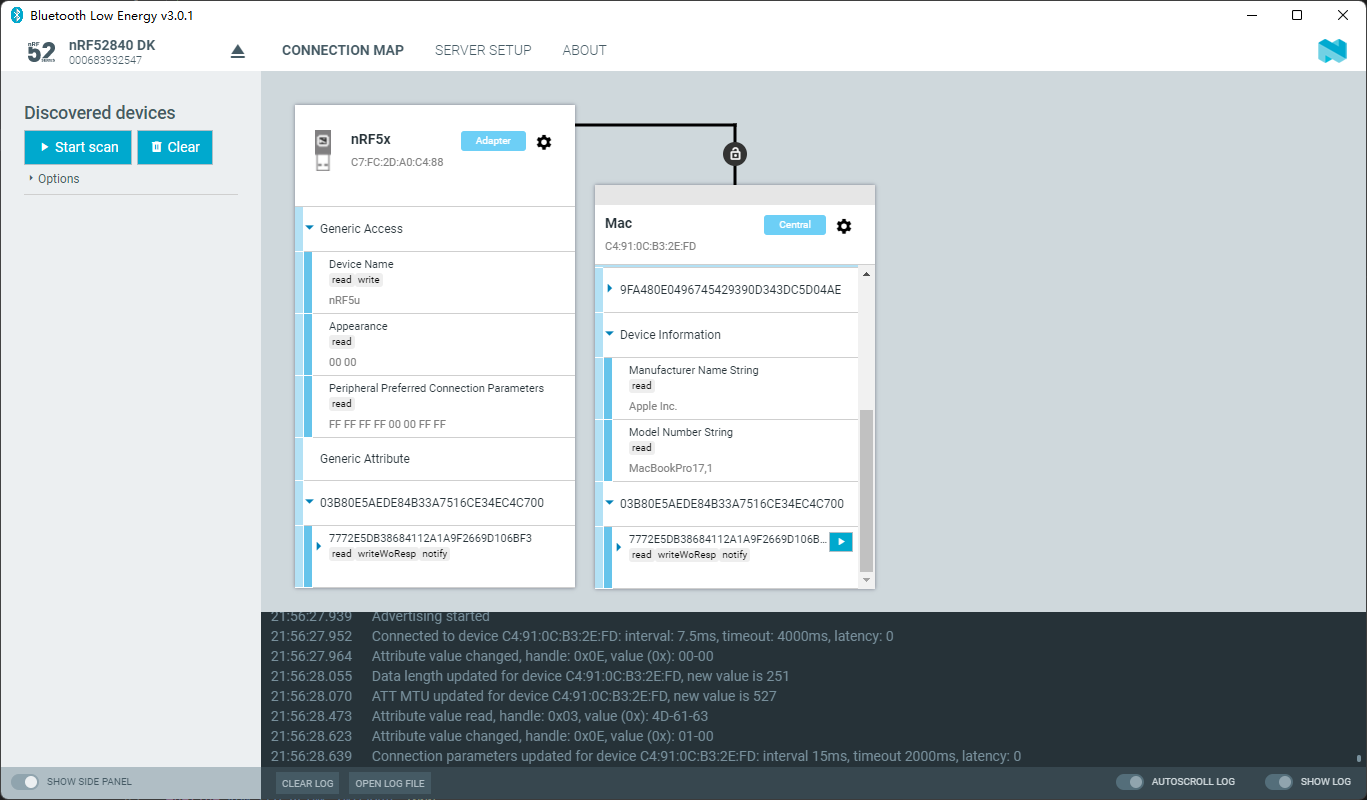 Bluetooth Low Energy v3.0.1
nRF
52
SERIES
nRF52840 DK
000683932547
CONNECTION MAP
SERVER SETUP
ABOUT
Discovered devices
Start scan
Clear
Options
nRF5x
Adapter
C7:FC:2D:A0:C4:88
Generic Access
Device Name
read write
nRF5u
Appearance
read
00 00
Peripheral Preferred Connection Parameters
read
FF FF FF FF 00 00 FF FF
Generic Attribute
03B80E5AEDE84B33A7516CE34EC4C700
7772E5DB38684112A1A9F2669D106BF3
read writeWoResp notify
Mac
Central
C4:91:0C:B3:2E:FD
9FA480E0496745429390D343DC5D04AE
Device Information
Manufacturer Name String
read
Apple Inc.
Model Number String
read
MacBookPro17,1
03B80E5AEDE84B33A7516CE34EC4C700
7772E5DB38684112A1A9F2669D106B...
read writeWoResp notify
21:56:27.939 Advertising started
21:56:27.952 Connected to device C4:91:0C:B3:2E:FD: interval: 7.5ms, timeout: 4000ms, latency: 0
21:56:27.964 Attribute value changed, handle: 0x0E, value (0x): 00-00
21:56:28.055 Data length updated for device C4:91:0C:B3:2E:FD, new value is 251
21:56:28.070 ATT MTU updated for device C4:91:0C:B3:2E:FD, new value is 527
21:56:28.473 Attribute value read, handle: 0x03, value (0x): 4D-61-63
21:56:28.623 Attribute value changed, handle: 0x0E, value (0x): 01-00
21:56:28.639 Connection parameters updated for device C4:91:0C:B3:2E:FD: interval 15ms, timeout 2000ms, latency: 0
SHOW SIDE PANEL
CLEAR LOG
OPEN LOG FILE
AUTOSCROLL LOG
SHOW LOG